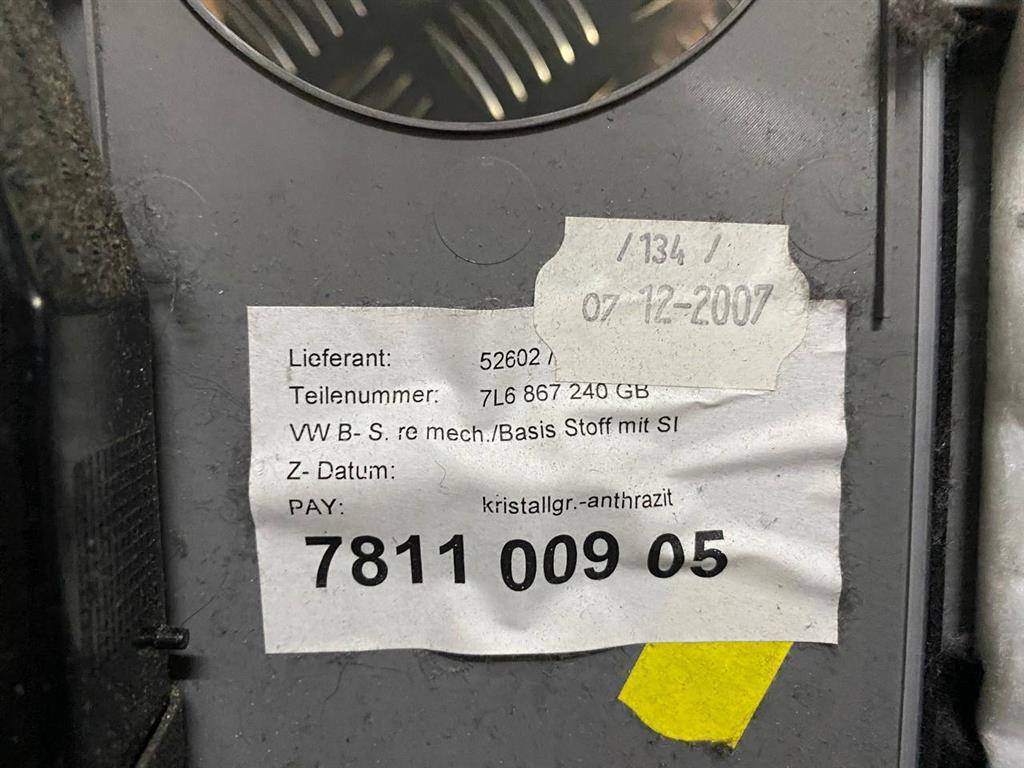 /134 /
07 12-2007
Lieferant: 52602 /
Teilenummer: 7L6 867 240 GB
VW B- S. re mech./Basis Stoff mit SI
Z- Datum:
PAY: kristallgr.-anthrazit
7811 009 05